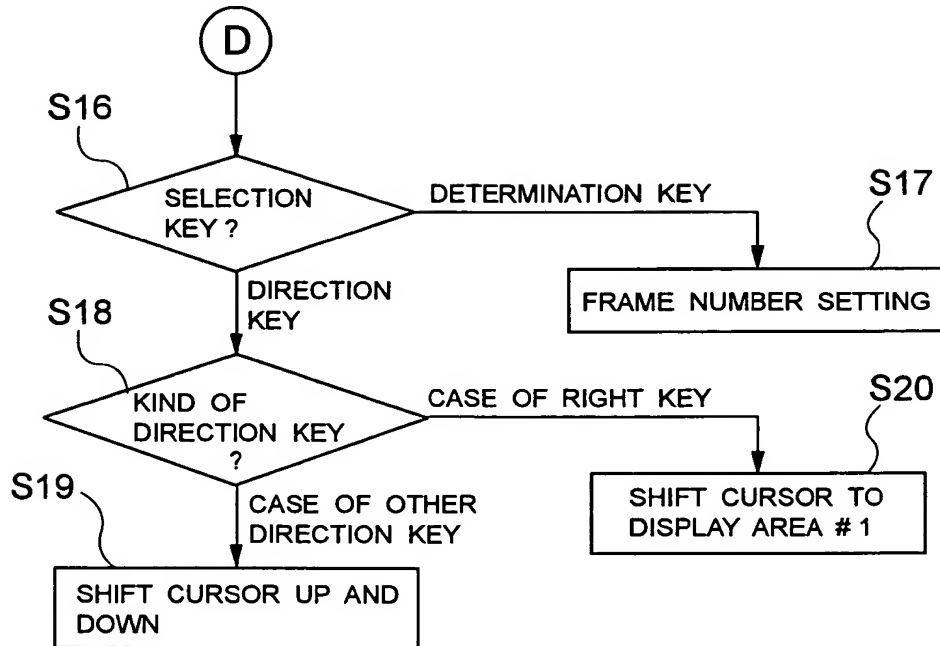 D
S16
SELECTION
KEY ?
DETERMINATION KEY
S17
FRAME NUMBER SETTING
DIRECTION
KEY
S18
KIND OF
DIRECTION KEY
?
CASE OF RIGHT KEY
S20
SHIFT CURSOR TO
DISPLAY AREA # 1
S19
CASE OF OTHER
DIRECTION KEY
SHIFT CURSOR UP AND
DOWN